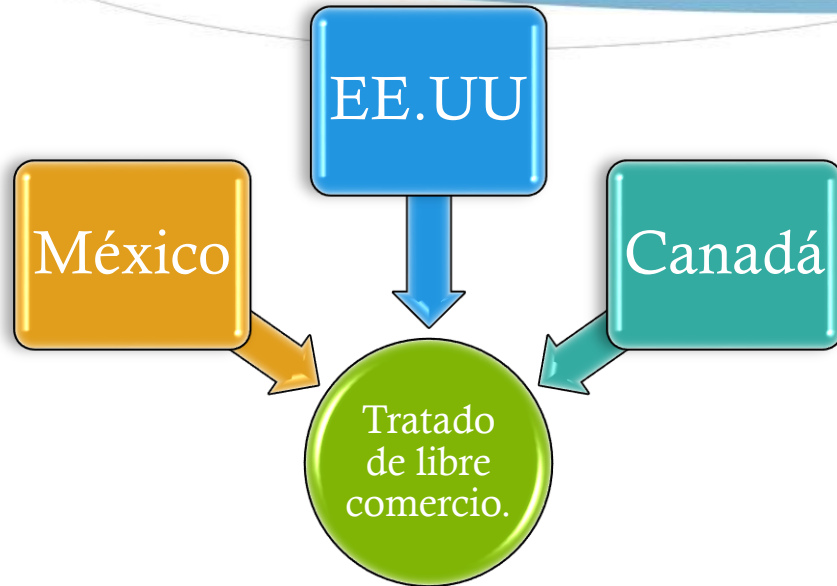 EE.UU
México
Canadá
Tratado
de libre
comercio.